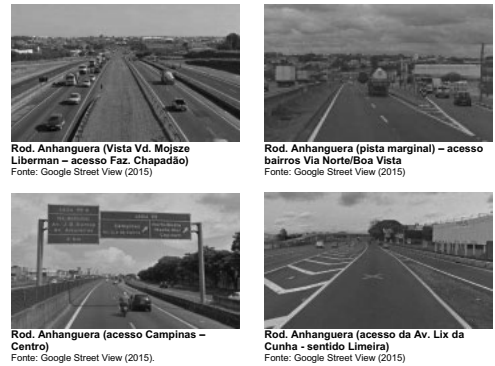 Rod. Anhanguera (Vista Vd. Mojsze
Liberman – acesso Faz. Chapadão)
Fonte: Google Street View (2015)
Rod. Anhanguera (pista marginal) – acesso
bairros Via Norte/Boa Vista
Fonte: Google Street View (2015)
Campinas
Rod. Anhanguera (acesso Campinas –
Centro)
Fonte: Google Street View (2015).
Rod. Anhanguera (acesso da Av. Lix da
Cunha - sentido Limeira)
Fonte: Google Street View (2015)